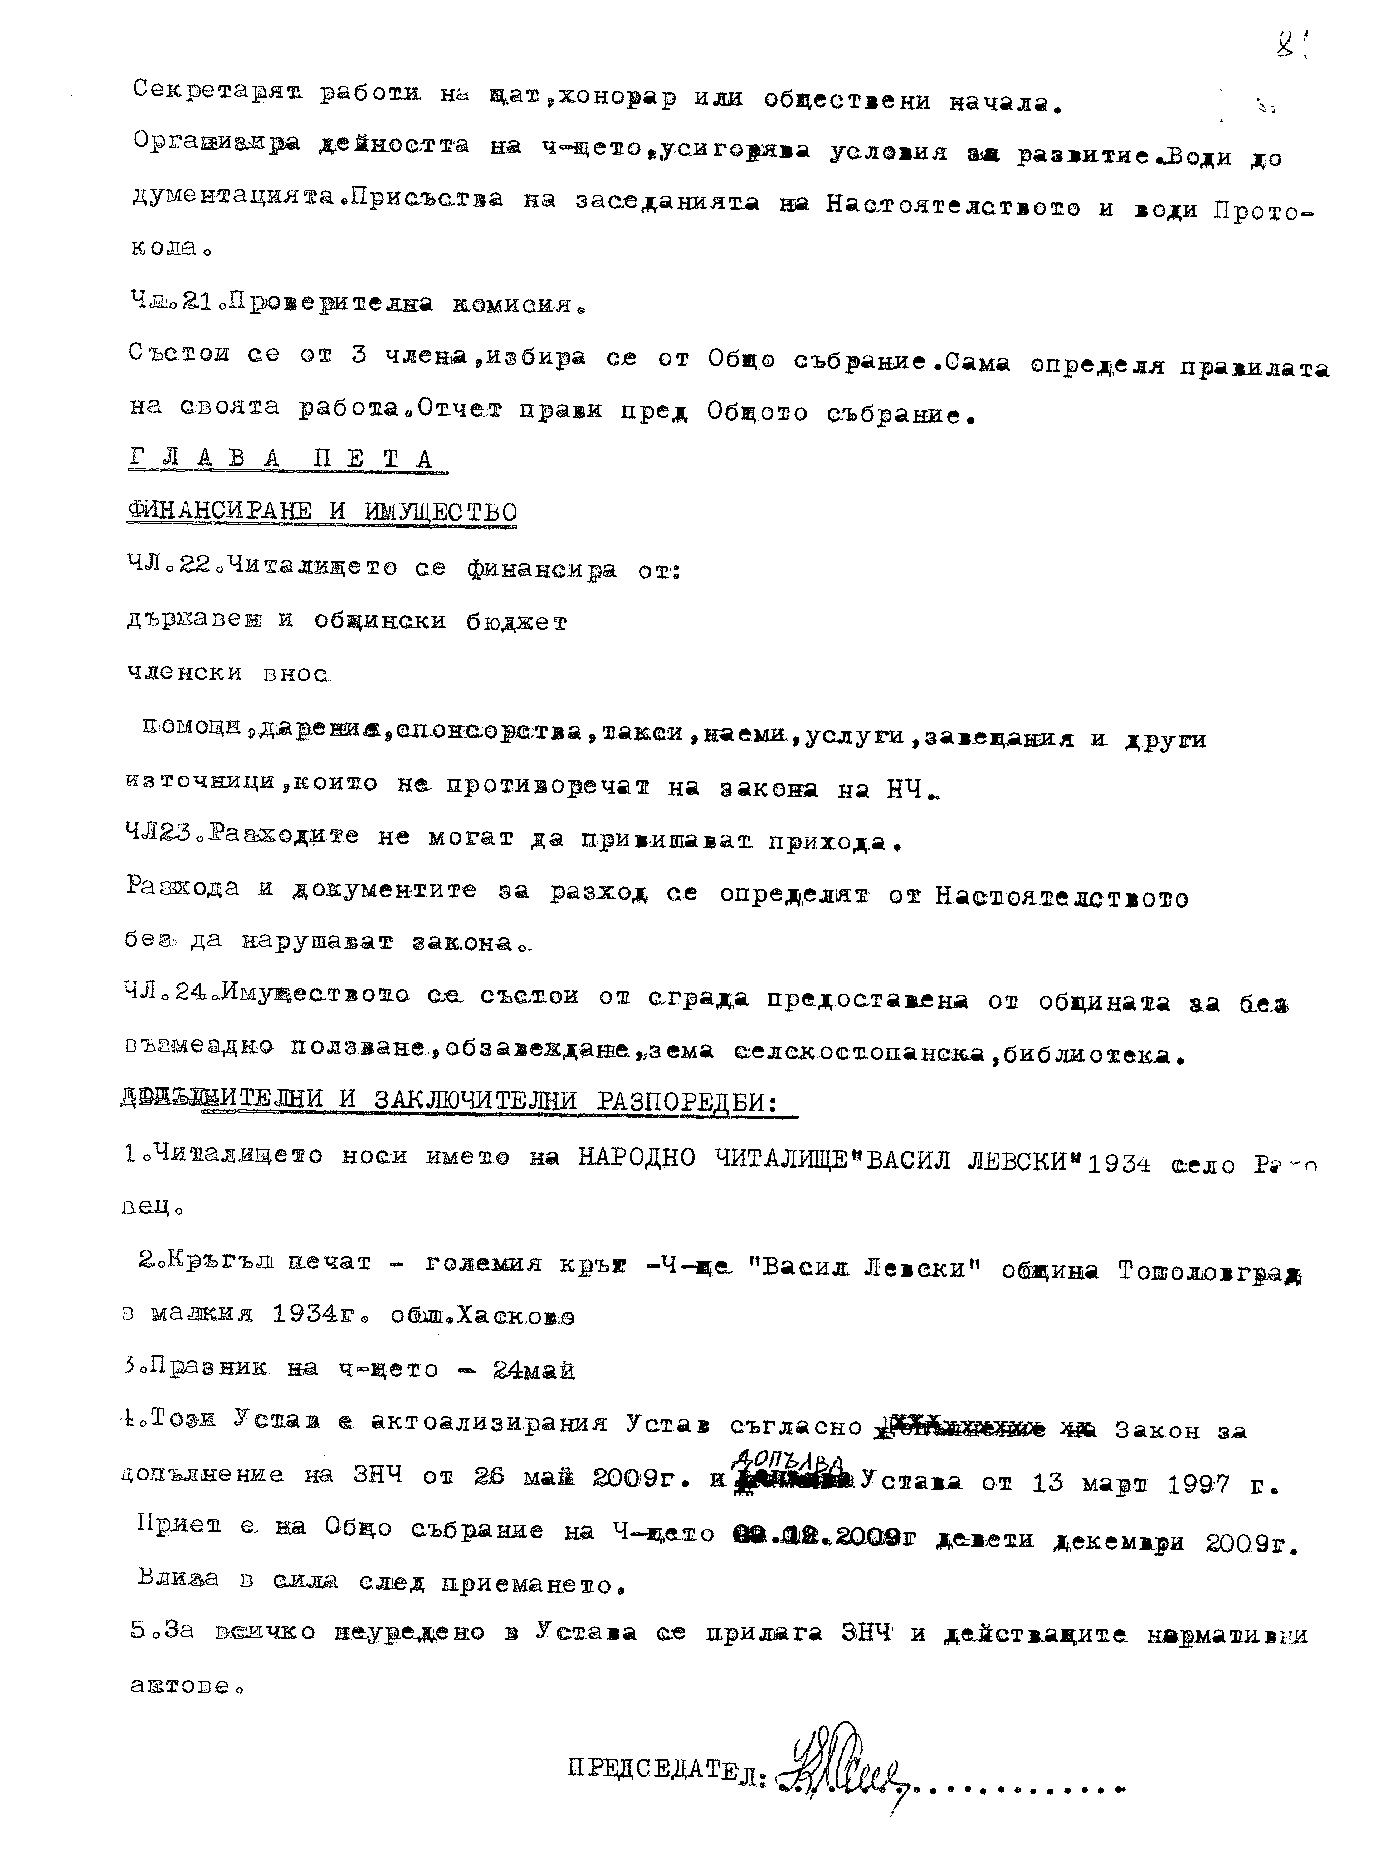 8
Секретарят работи на щат,хонорар или обществени начала.
Организира дейността на ч-щето,усигорява условия за развитие.Води до
дументацията.Присъства на заседанията на Настоятелството и води Прото-
кола.
Чл.21.Проверителна комисия.
Състои се от 3 члена,избира се от Общо събрание.Сама определя правилата
на своята работа.Отчет прави пред Общото събрание.
Г Л А В А П Е Т А
ФИНАНСИРАНЕ И ИМУЩЕСТВО
ЧЛ.22.Читалището се финансира от:
държавен и общински бюджет
членски внос
помощи,дарения,спонсорства,такси,наеми,услуги,завещания и други
източници,които не противоречат на закона на НЧ.
ЧЛ23.Разходите не могат да привишават прихода.
Разхода и документите за разход се определят от Настоятелството
без да нарушават закона.
ЧЛ.24.Имуществото се състои от сграда предоставена от общината за без
възмездно ползване,обзавеждане,зема селскостопанска,библиотека.
ДОПЪЛНИТЕЛНИ И ЗАКЛЮЧИТЕЛНИ РАЗПОРЕДБИ:
1.Читалището носи името на НАРОДНО ЧИТАЛИЩЕ"ВАСИЛ ЛЕВСКИ"1934 село
вец.
2.Кръгъл печат - големия кръг -Ч-ще "Васил Левски" община Тополовград
в малкия 1934г. обл.Хасково
3.Празник на ч-щето - 24май
4.Този Устав е актоализирания Устав съгласно Закон за
допълнение на ЗНЧ от 26 май 2009г. и допълва Устава от 13 март 1997 г.
Приет е на Общо събрание на Ч-щето 09.12.2009г девети декември 2009г.
Влиза в сила след приемането.
5.За всичко неуредено в Устава се прилага ЗНЧ и действащите нормативни
актове.
ПРЕДСЕДАТЕЛ:..............